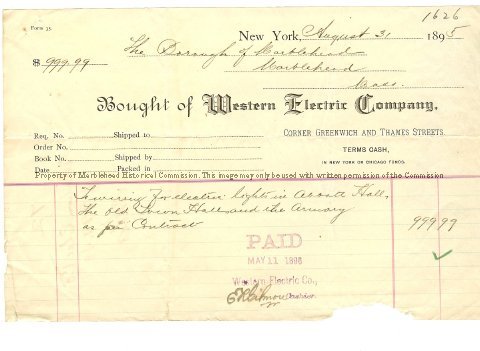 1626
Form 35
New York, August 31 1895
The Borough of Marblehead
$ 999.99
Marblehead
Mass
Bought of Western Electric Company,
Req. No. Shipped to
CORNER GREENWICH AND THAMES STREETS.
Order No.
TERMS CASH,
Book No. Shipped by
IN NEW YORK OR CHICAGO FUNDS.
Date Packed in
Property of Marblehead Historical Commission. This image may only be used with written permission of the Commission
To wiring for electric lights in Abbott Hall,
The Old Town Hall and the Armory
as per Contract 999 99
PAID
MAY 11 1896
Western Electric Co.,
Cashier